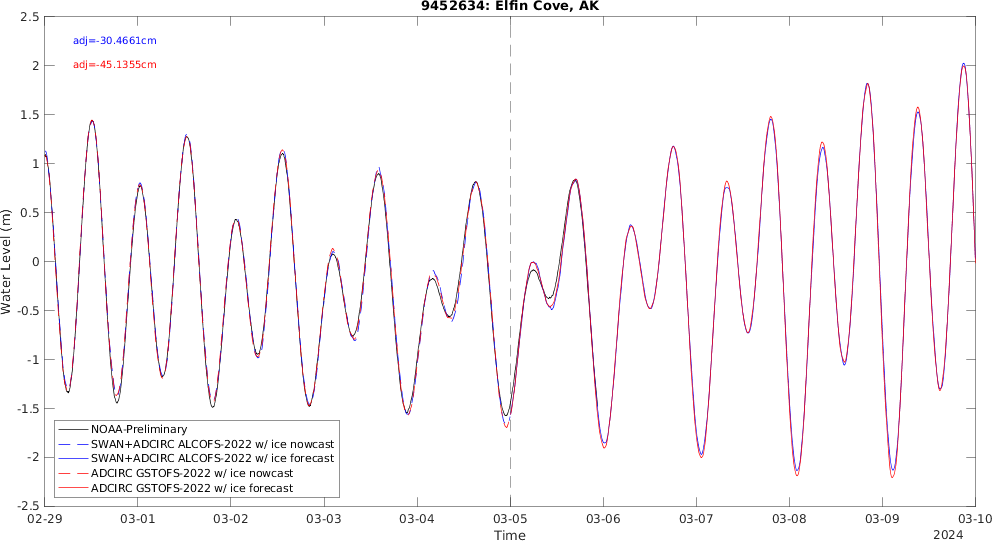 9452634: Elfin Cove, AK
adj=-30.4661cm
adj=-45.1355cm
Water Level (m)
2.5
2
1.5
1
0.5
0
-0.5
-1
-1.5
-2
-2.5
NOAA-Preliminary
SWAN+ADCIRC ALCOFS-2022 w/ ice nowcast
SWAN+ADCIRC ALCOFS-2022 w/ ice forecast
ADCIRC GSTOFS-2022 w/ ice nowcast
ADCIRC GSTOFS-2022 w/ ice forecast
02-29 03-01 03-02 03-03 03-04 03-05 03-06 03-07 03-08 03-09 03-10
Time
2024